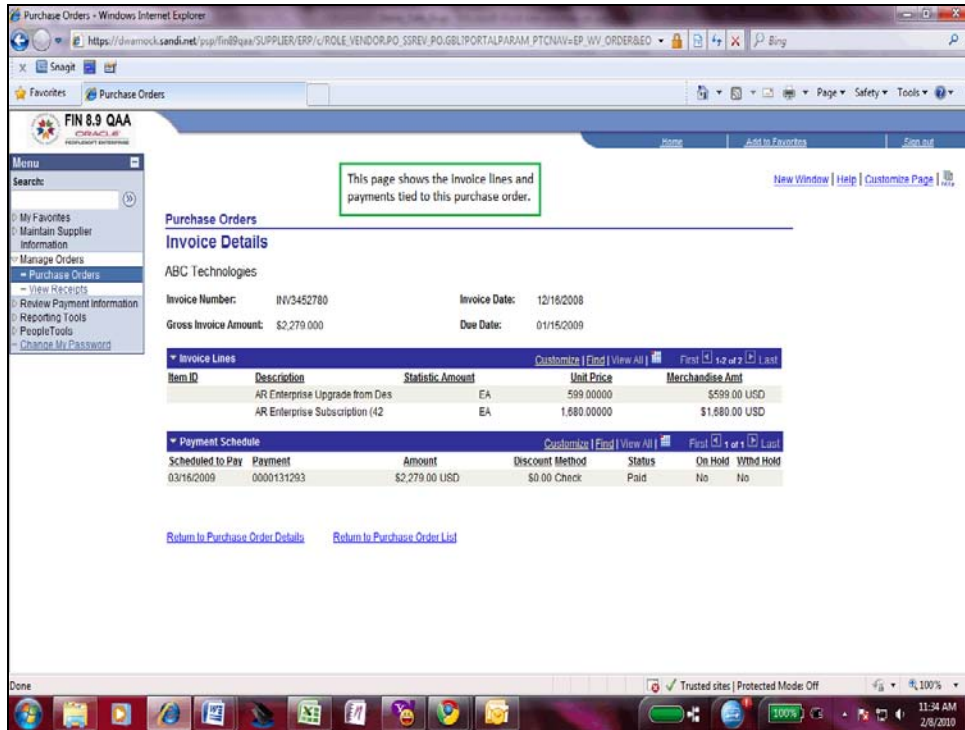 Purchase Orders - Windows Internet Explorer
https://dwamock.sandi.net/psp/fin89qaa/SUPPLIER/ERP/c/ROLE_VENDOR.PO_SSREV_PO.GBL?PORTALPARAM_PTCNAV=EP_WV_ORDER&EO
Bing
x Snagit
Favorites Purchase Orders Page Safety Tools
FIN 8.9 QAA
ORACLE
PEOPLESOFT ENTERPRISE
Home Add to Favorites Sign out
Menu
Search:
My Favorites
Maintain Supplier
Information
Manage Orders
- Purchase Orders
- View Receipts
Review Payment Information
Reporting Tools
PeopleTools
- Change My Password
This page shows the invoice lines and
payments tied to this purchase order.
New Window | Help | Customize Page |
Purchase Orders
Invoice Details
ABC Technologies
Invoice Number: INV3452780 Invoice Date: 12/16/2008
Gross Invoice Amount: $2,279.000 Due Date: 01/15/2009
Invoice Lines Customize | Find | View All | First 1-2 of 2 Last
Item ID Description Statistic Amount Unit Price Merchandise Amt
AR Enterprise Upgrade from Des EA 599.00000 $599.00 USD
AR Enterprise Subscription (42 EA 1,680.00000 $1,680.00 USD
Payment Schedule Customize | Find | View All | First 1 of 1 Last
Scheduled to Pay Payment Amount Discount Method Status On Hold Wthd Hold
03/16/2009 0000131293 $2,279.00 USD $0.00 Check Paid No No
Return to Purchase Order Details Return to Purchase Order List
Done Trusted sites | Protected Mode: Off 100%
100% 11:34 AM
2/8/2010